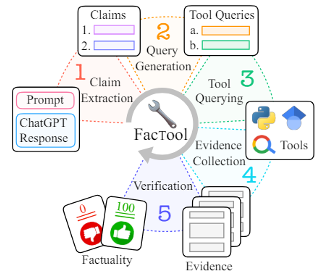 Claims
1.
2.
Tool Queries
a.
b.
2
Query
Generation
1
Claim
Extraction
3
Tool
Querying
Prompt
ChatGPT
Response
FACTOOL
Tools
Evidence
Collection
4
Verification
5
0
100
Factuality
Evidence